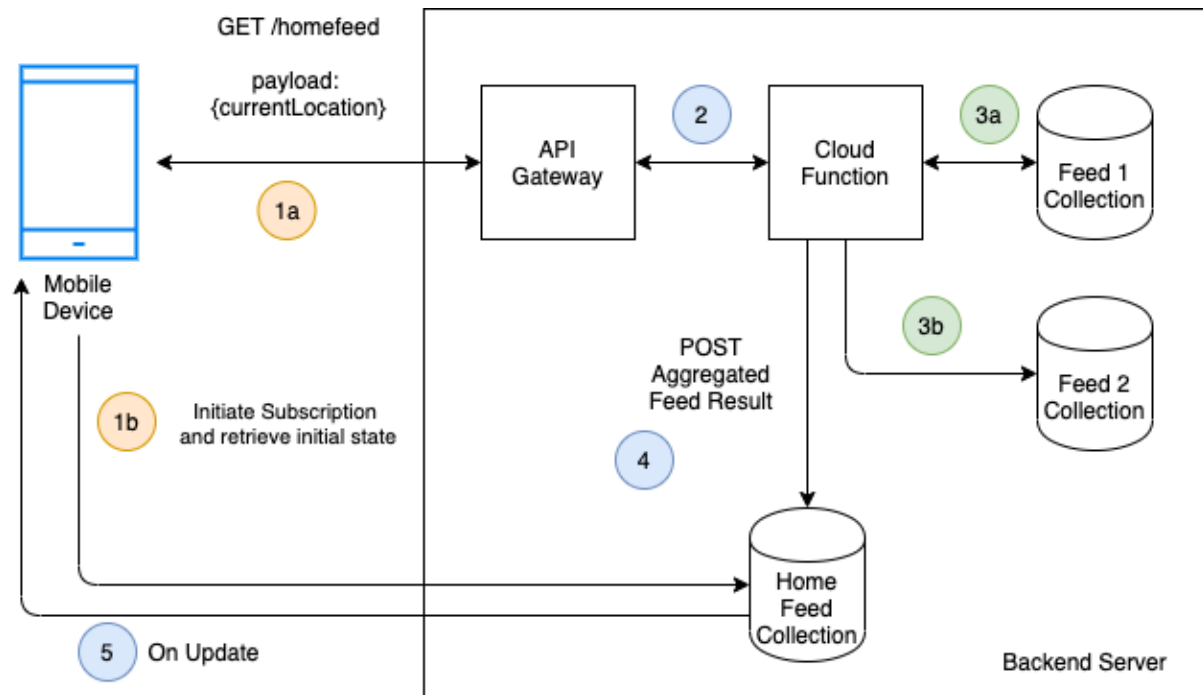 GET /homefeed
payload:
{currentLocation}
1a
API
Gateway
2
Cloud
Function
3a
Feed 1
Collection
Mobile
Device
3b
Feed 2
Collection
POST
Aggregated
Feed Result
1b
Initiate Subscription
and retrieve initial state
4
Home
Feed
Collection
5
On Update
Backend Server